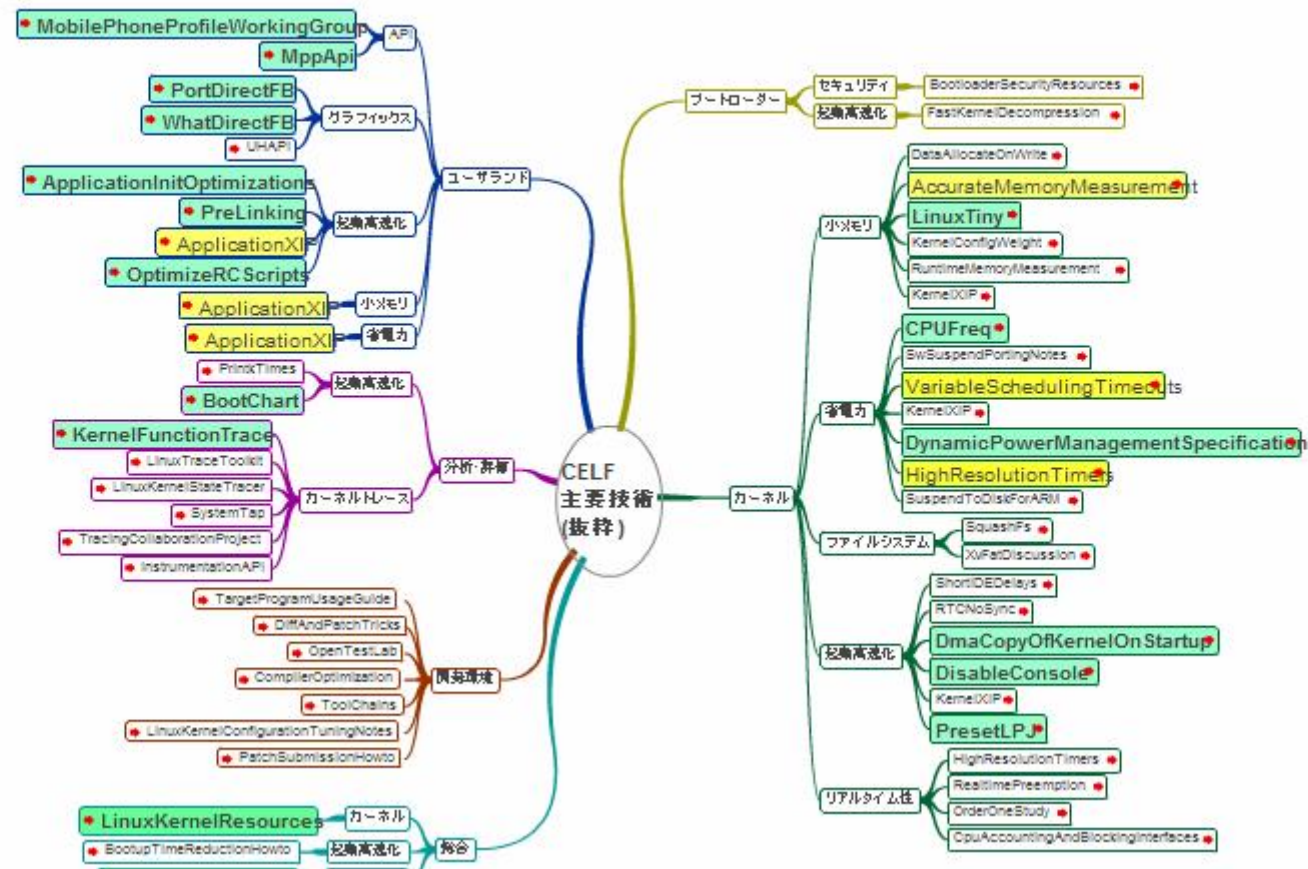 MobilePhoneProfileWorkingGroup
MppApi
API
PortDirectFB
WhatDirectFB
UHAPI
グラフィックス
ApplicationInitOptimizations
PreLinking
ApplicationXI
OptimizeRCScripts
起動高速化
ApplicationXI
小メモリ
ApplicationXI
省電力
ユーザランド
PrintkTimes
BootChart
起動高速化
KernelFunctionTrace
LinuxTraceToolkit
LinuxKernelStateTracer
SystemTap
TracingCollaborationProject
InstrumentationAPI
カーネルトレース
分析・評価
TargetProgramUsageGuide
DiffAndPatchTricks
OpenTestLab
CompilerOptimization
ToolChains
LinuxKernelConfigurationTuningNotes
PatchSubmissionHowto
開発環境
LinuxKernelResources
カーネル
BootupTimeReductionHowto
起動高速化
総合
CELF
主要技術
(抜粋)
ブートローダー
セキュリティ
BootloaderSecurityResources
起動高速化
FastKernelDecompression
カーネル
小メモリ
DataAllocateOnWrite
AccurateMemoryMeasurement
LinuxTiny
KernelConfigWeight
RuntimeMemoryMeasurement
KernelXIP
省電力
CPUFreq
SwSuspendPortingNotes
VariableSchedulingTimeouts
KernelXIP
DynamicPowerManagementSpecification
HighResolutionTimers
SuspendToDiskForARM
ファイルシステム
SquashFs
XvFatDiscussion
起動高速化
ShortIDEDelays
RTCNoSync
DmaCopyOfKernelOnStartup
DisableConsole
KernelXIP
PresetLPJ
リアルタイム性
HighResolutionTimers
RealtimePreemption
OrderOneStudy
CpuAccountingAndBlockingInterfaces